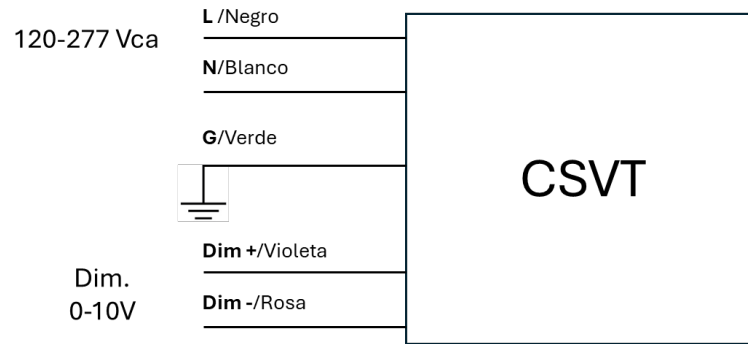 L /Negro
120-277 Vca
N/Blanco
G/Verde
CSVT
Dim +/Violeta
Dim.
0-10V
Dim -/Rosa